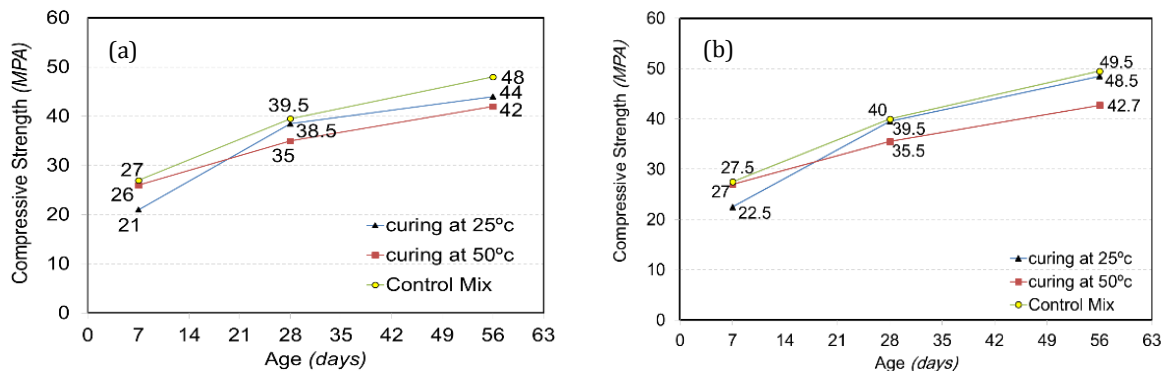 (a)
Compressive Strength (MPA)
60
50
40
30
20
10
0
27
26
21
39.5
38.5
35
48
44
42
curing at 25ºc
curing at 50ºc
Control Mix
0 7 14 21 28 35 42 49 56 63
Age (days)
(b)
Compressive Strength (MPA)
60
50
40
30
20
10
0
27.5
27
22.5
40
39.5
35.5
49.5
48.5
42.7
curing at 25ºc
curing at 50ºc
Control Mix
0 7 14 21 28 35 42 49 56 63
Age (days)